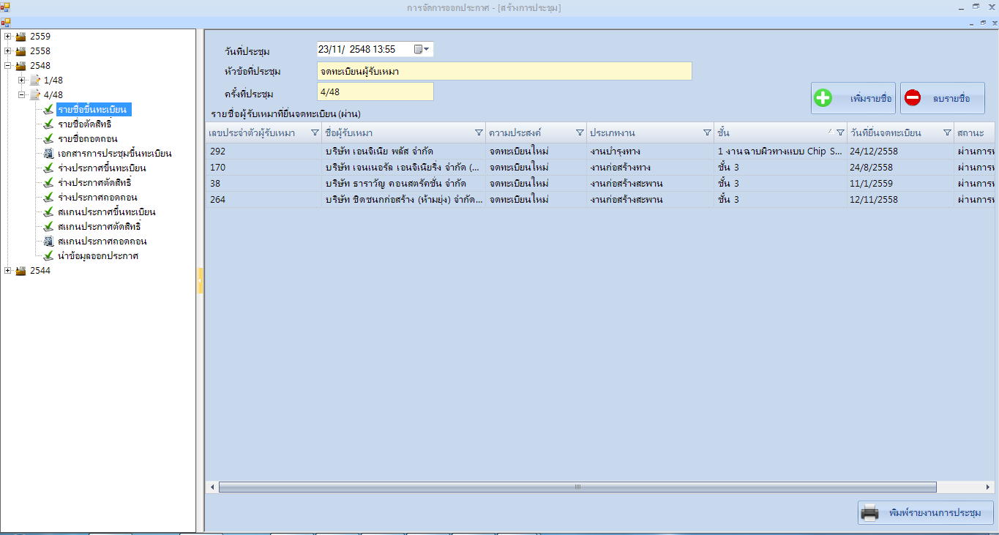 การจัดการออกประกาศ - [สร้างการประชุม]
2559
2558
2548
1/48
4/48
รายชื่อขึ้นทะเบียน
รายชื่อตัดสิทธิ์
รายชื่อถอดถอน
เอกสารการประชุมขึ้นทะเบียน
ร่างประกาศขึ้นทะเบียน
ร่างประกาศตัดสิทธิ์
ร่างประกาศถอดถอน
สแกนประกาศขึ้นทะเบียน
สแกนประกาศตัดสิทธิ์
สแกนประกาศถอดถอน
นำข้อมูลออกประกาศ
2544
วันที่ประชุม 23/11/ 2548 13:55
หัวข้อที่ประชุม จดทะเบียนผู้รับเหมา
ครั้งที่ประชุม 4/48
เพิ่มรายชื่อ ลบรายชื่อ
รายชื่อผู้รับเหมาที่ยื่นจดทะเบียน (ผ่าน)
เลขประจำตัวผู้รับเหมา ชื่อผู้รับเหมา ความประสงค์ ประเภทงาน ชั้น วันที่ยื่นจดทะเบียน สถานะ
292 บริษัท เอนจิเนีย พลัส จำกัด จดทะเบียนใหม่ งานบำรุงทาง 1 งานฉาบผิวทางแบบ Chip S... 24/12/2558 ผ่านการพ
170 บริษัท เจนเนอรัล เอนจิเนียริ่ง จำกัด (... จดทะเบียนใหม่ งานก่อสร้างทาง ชั้น 3 24/8/2558 ผ่านการพ
38 บริษัท ธาราวัญ คอนสตรัคชั่น จำกัด จดทะเบียนใหม่ งานก่อสร้างสะพาน ชั้น 3 11/1/2559 ผ่านการพ
264 บริษัท ชิดชนกก่อสร้าง (ห้ามยุ่ง) จำกัด... จดทะเบียนใหม่ งานก่อสร้างสะพาน ชั้น 3 12/11/2558 ผ่านการพ
พิมพ์รายงานการประชุม